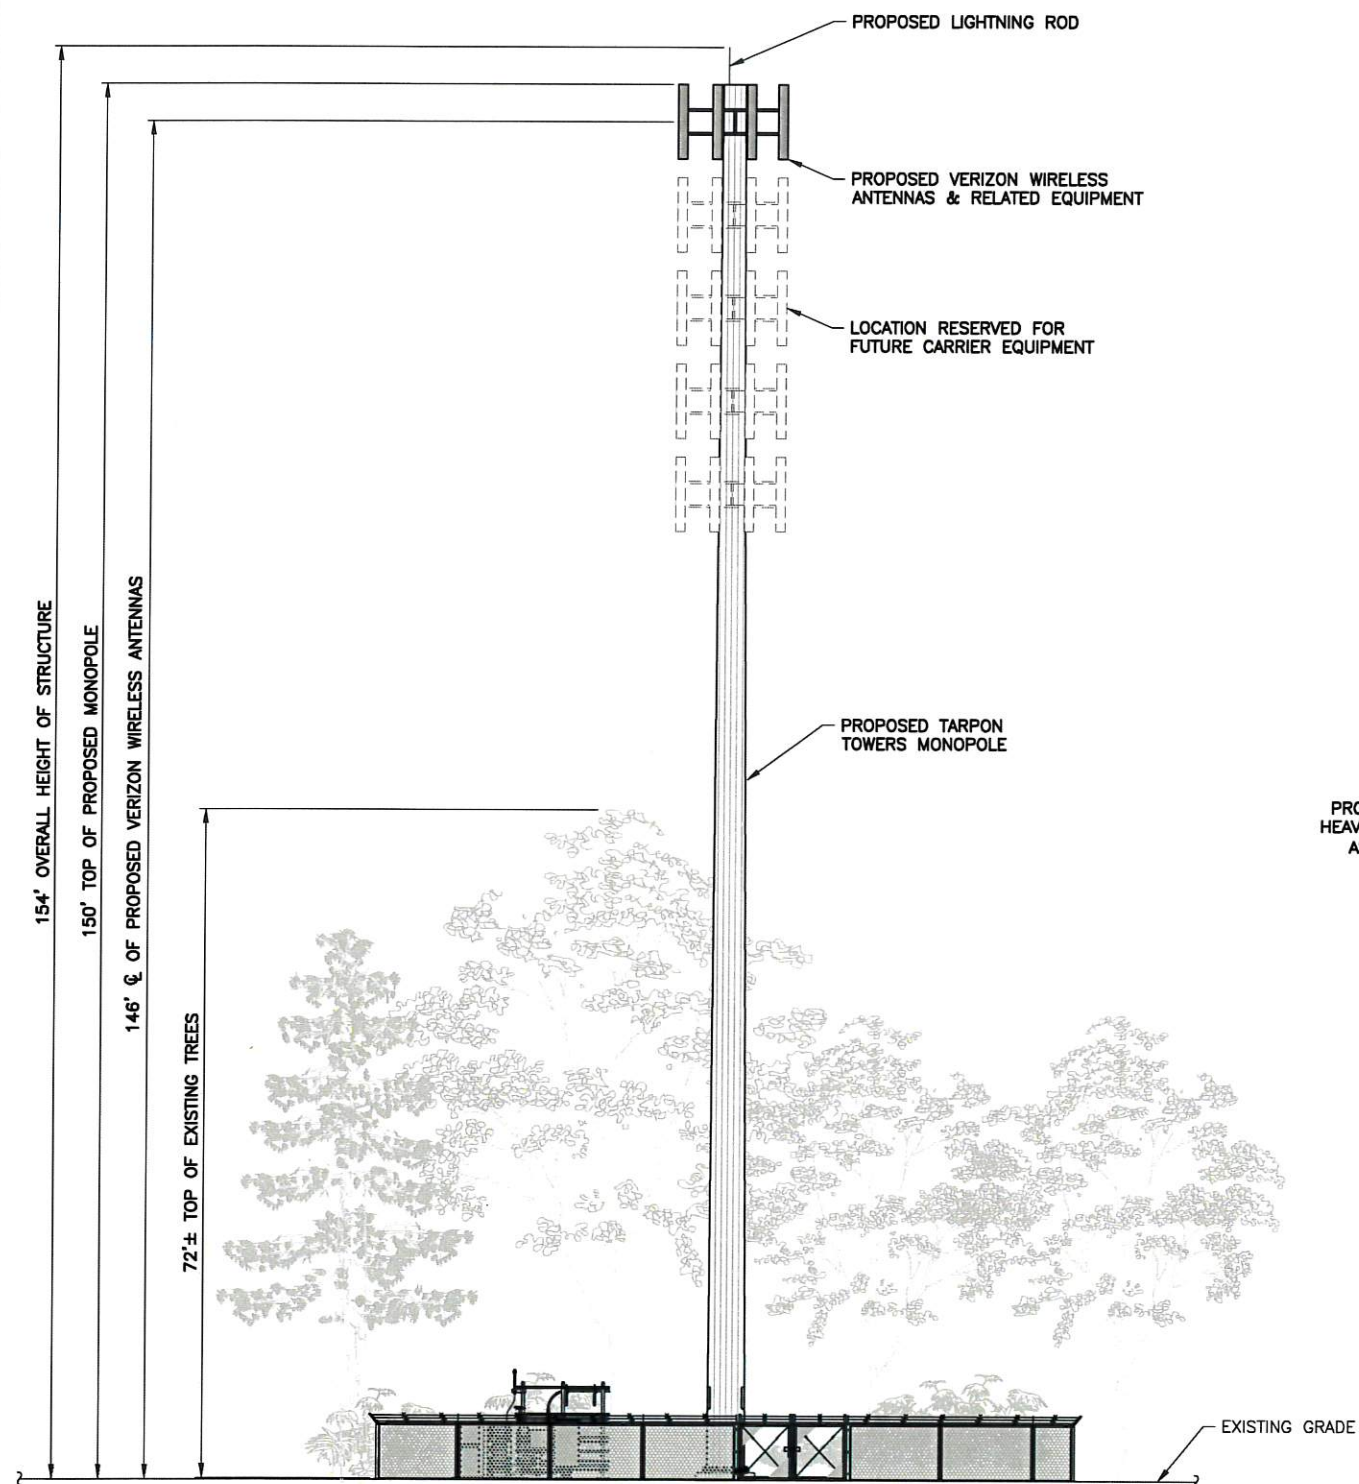 PROPOSED LIGHTNING ROD
PROPOSED VERIZON WIRELESS
ANTENNAS & RELATED EQUIPMENT
LOCATION RESERVED FOR
FUTURE CARRIER EQUIPMENT
154' OVERALL HEIGHT OF STRUCTURE
150' TOP OF PROPOSED MONOPOLE
146' ℄ OF PROPOSED VERIZON WIRELESS ANTENNAS
72'± TOP OF EXISTING TREES
PROPOSED TARPON
TOWERS MONOPOLE
EXISTING GRADE